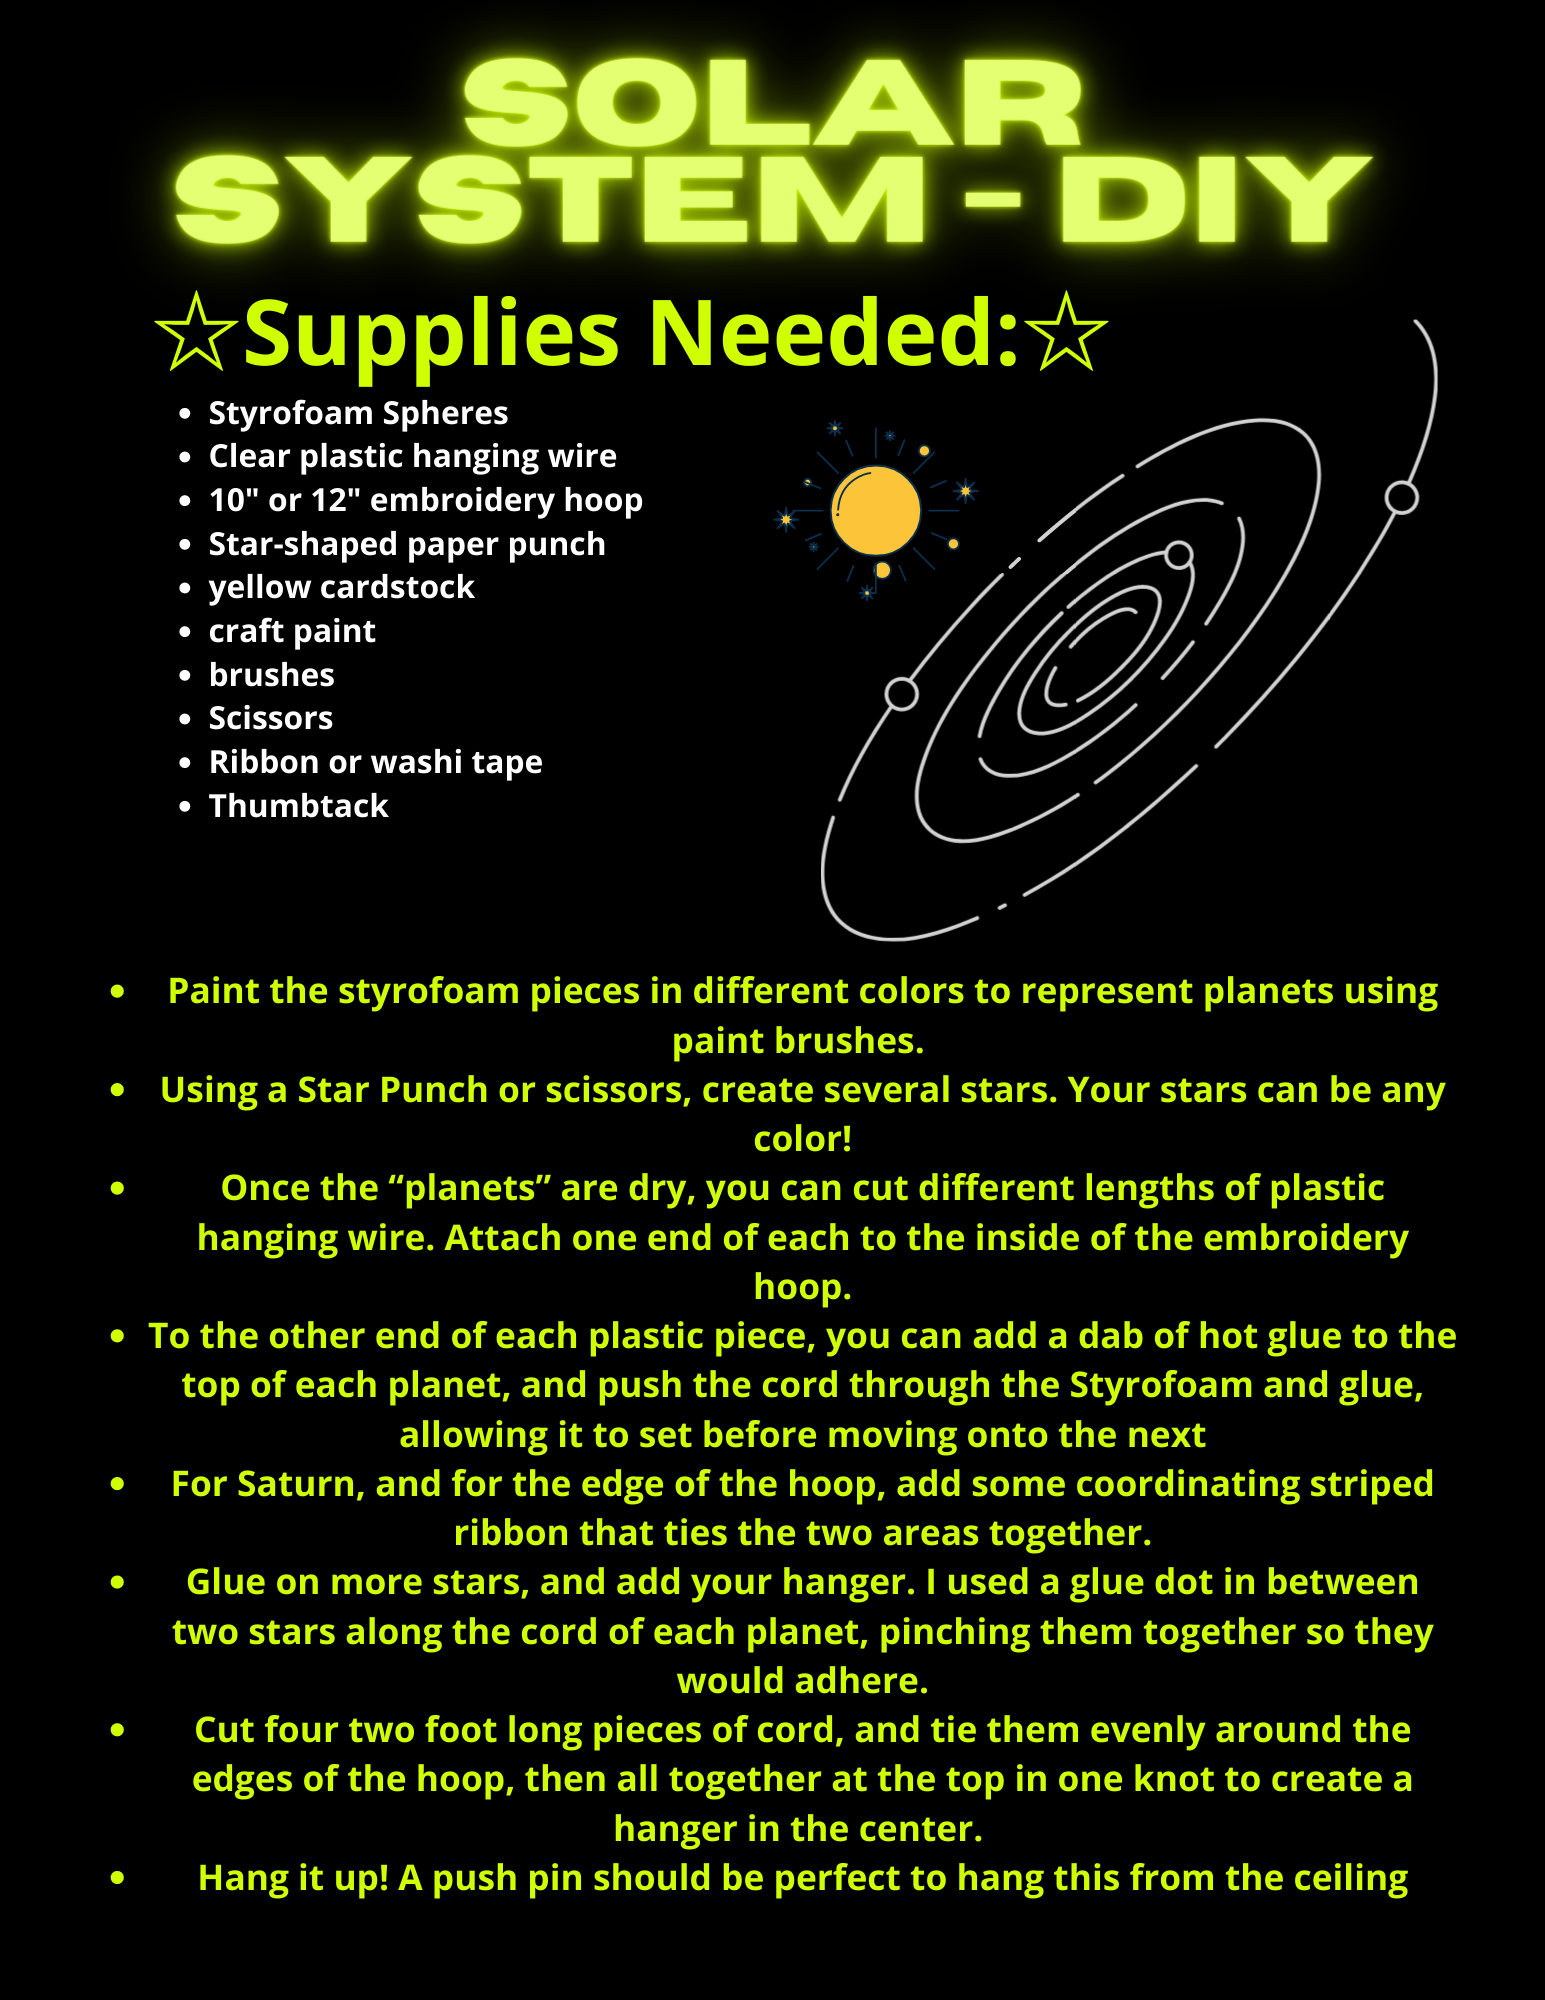 SOLAR
SYSTEM - DIY
☆Supplies Needed:☆
• Styrofoam Spheres
• Clear plastic hanging wire
• 10" or 12" embroidery hoop
• Star-shaped paper punch
• yellow cardstock
• craft paint
• brushes
• Scissors
• Ribbon or washi tape
• Thumbtack
• Paint the styrofoam pieces in different colors to represent planets using
paint brushes.
• Using a Star Punch or scissors, create several stars. Your stars can be any
color!
• Once the “planets” are dry, you can cut different lengths of plastic
hanging wire. Attach one end of each to the inside of the embroidery
hoop.
• To the other end of each plastic piece, you can add a dab of hot glue to the
top of each planet, and push the cord through the Styrofoam and glue,
allowing it to set before moving onto the next
• For Saturn, and for the edge of the hoop, add some coordinating striped
ribbon that ties the two areas together.
• Glue on more stars, and add your hanger. I used a glue dot in between
two stars along the cord of each planet, pinching them together so they
would adhere.
• Cut four two foot long pieces of cord, and tie them evenly around the
edges of the hoop, then all together at the top in one knot to create a
hanger in the center.
• Hang it up! A push pin should be perfect to hang this from the ceiling